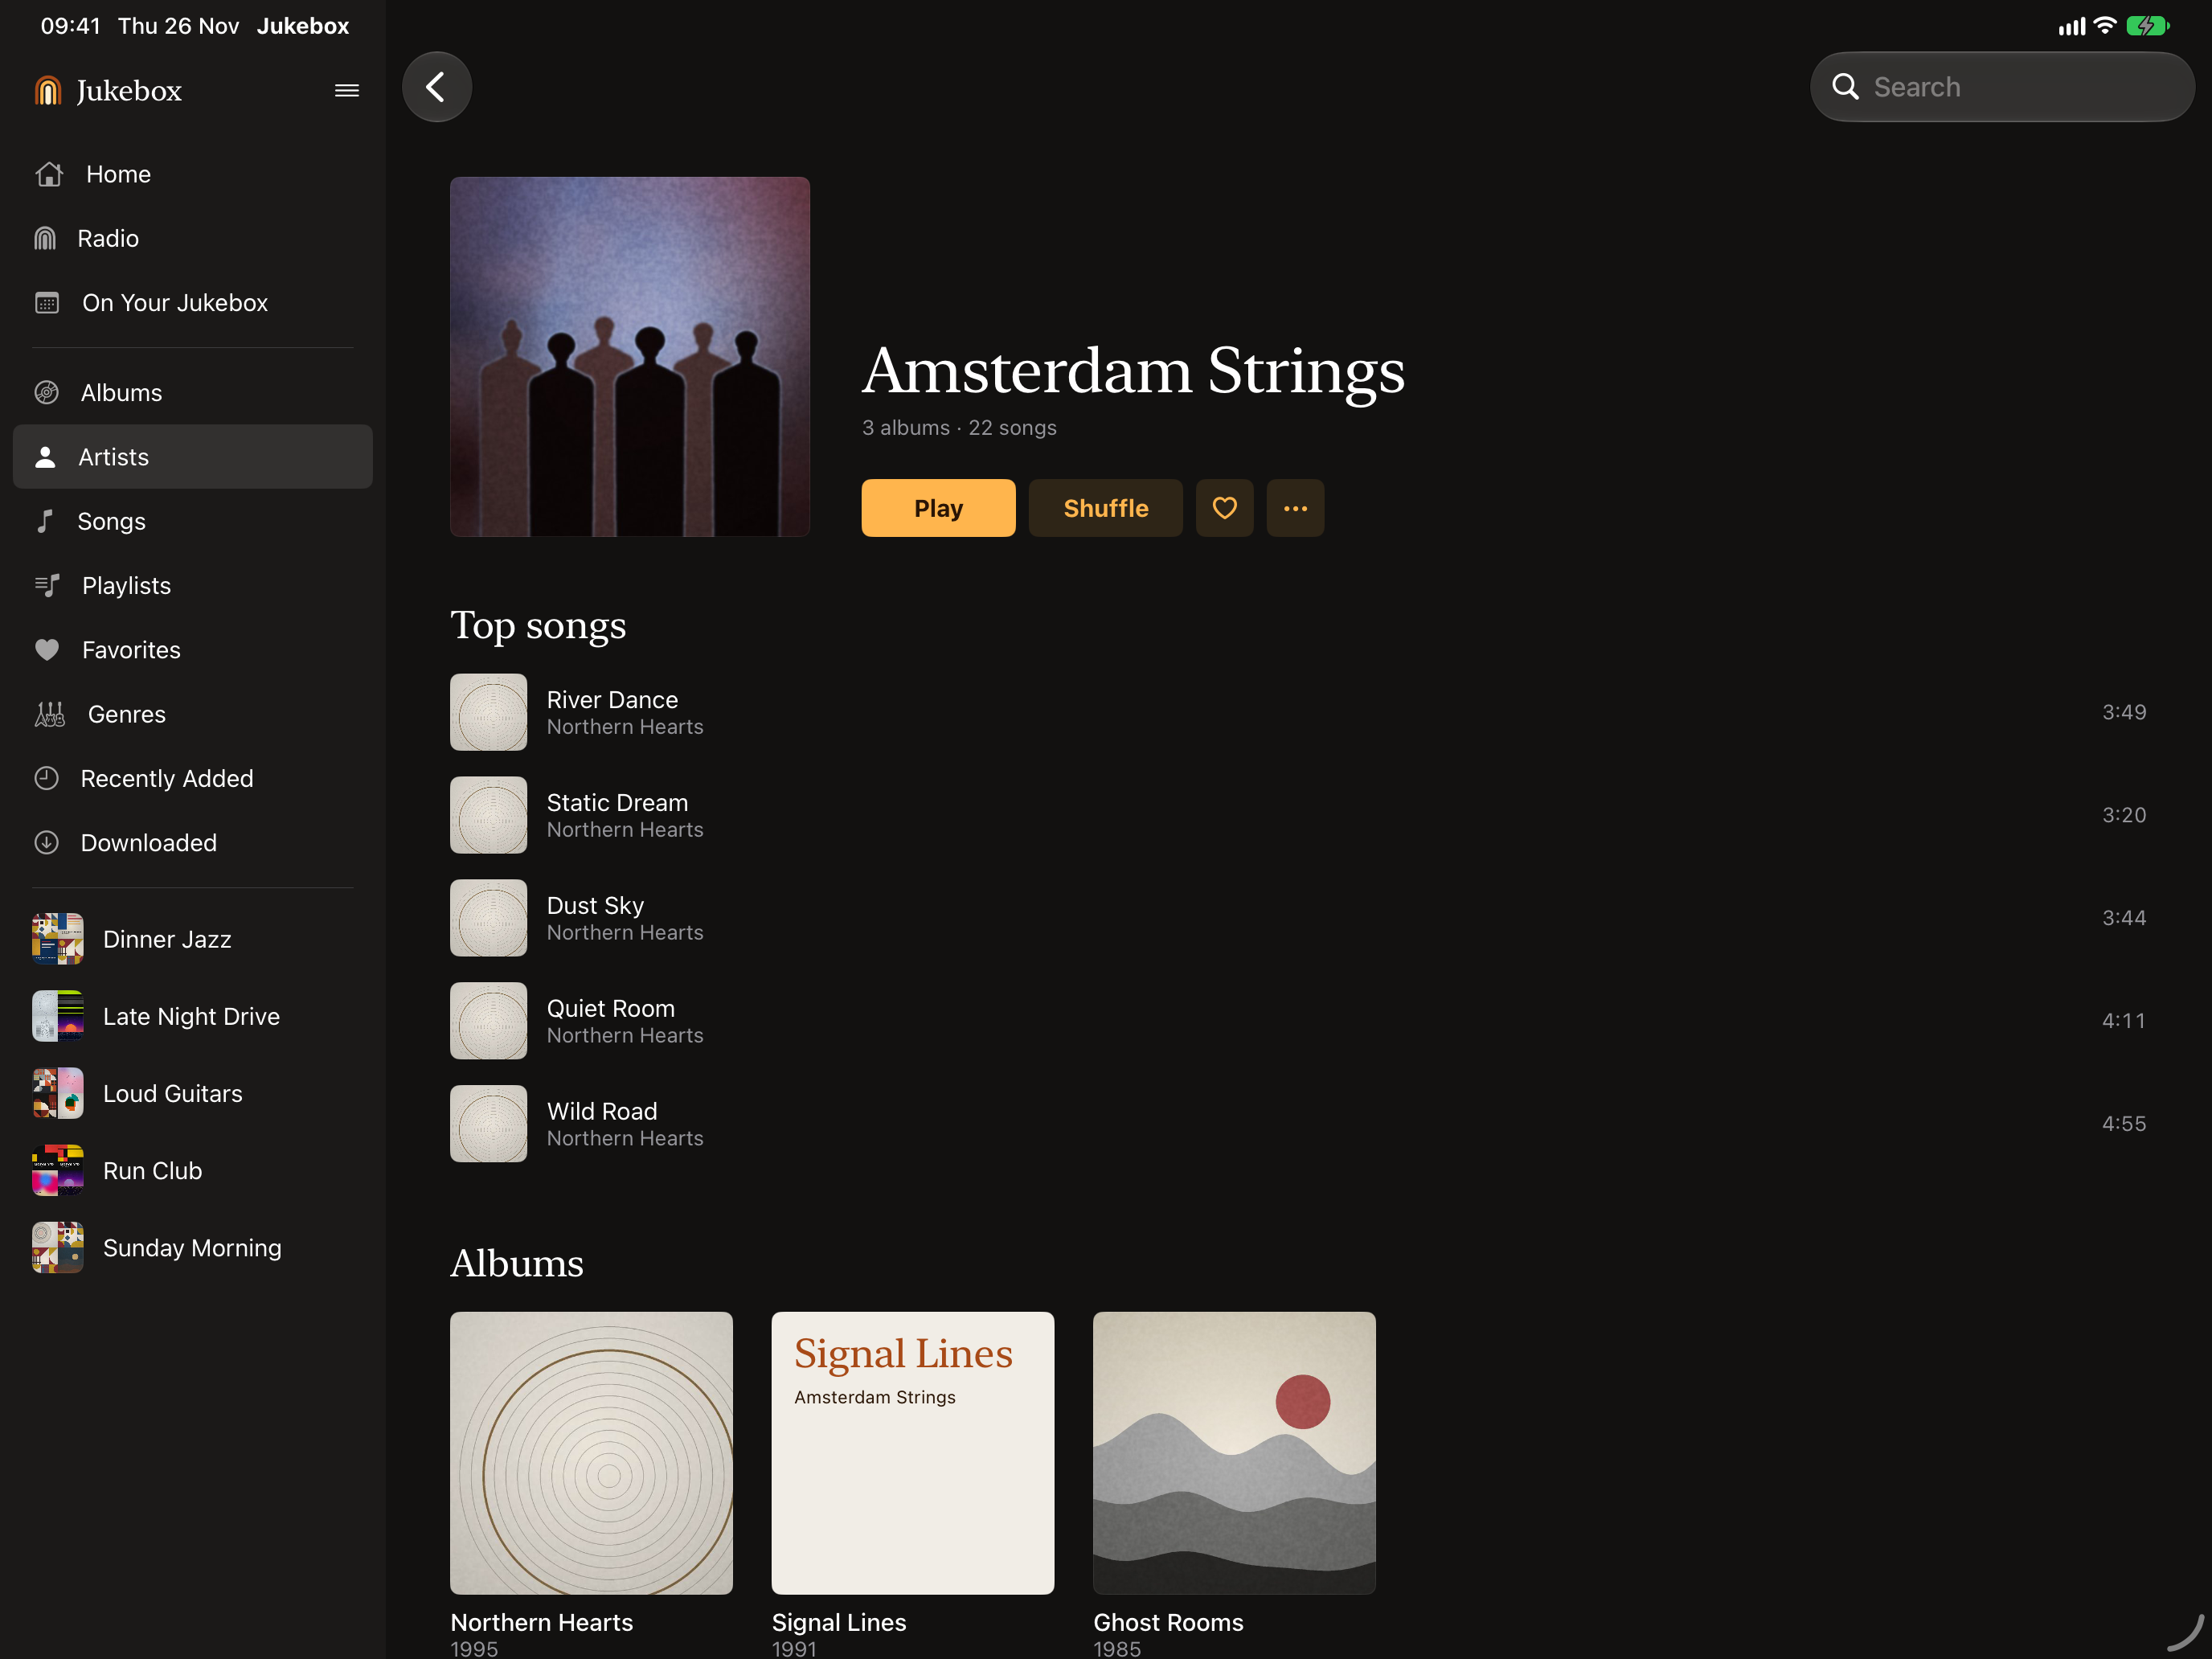 09:41 Thu 26 Nov Jukebox
Jukebox
Home
Radio
On Your Jukebox
Albums
Artists
Songs
Playlists
Favorites
Genres
Recently Added
Downloaded
Dinner Jazz
Late Night Drive
Loud Guitars
Run Club
Sunday Morning
Search
Amsterdam Strings
3 albums · 22 songs
Play
Shuffle
Top songs
River Dance
Northern Hearts
3:49
Static Dream
Northern Hearts
3:20
Dust Sky
Northern Hearts
3:44
Quiet Room
Northern Hearts
4:11
Wild Road
Northern Hearts
4:55
Albums
Signal Lines
Amsterdam Strings
Northern Hearts
1995
Signal Lines
1991
Ghost Rooms
1985